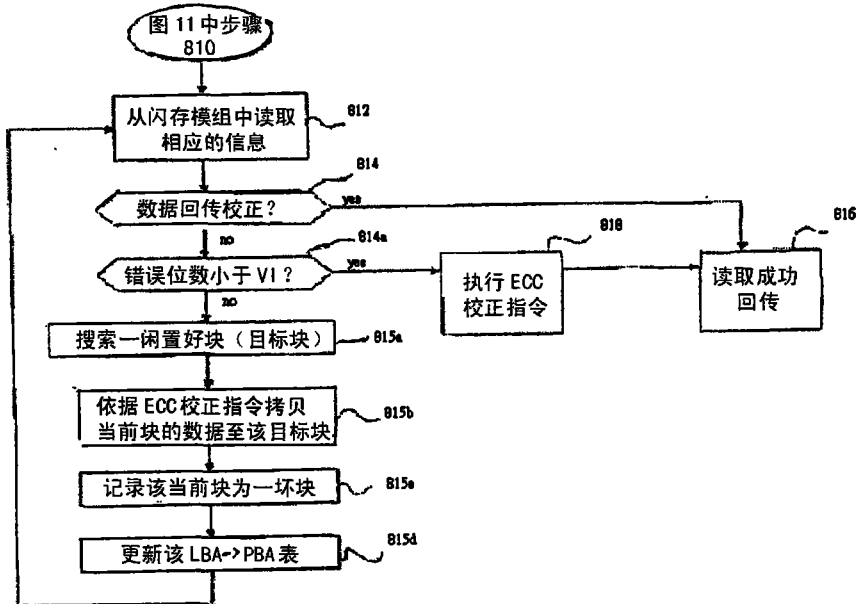 图 11 中步骤
810
从闪存模组中读取
相应的信息
812
数据回传校正?
814
yes
no
错误位数小于 VI?
814a
yes
no
执行 ECC
校正指令
818
读取成功
回传
816
搜索一闲置好块(目标块)
815a
依据 ECC 校正指令拷贝
当前块的数据至该目标块
815b
记录该当前块为一坏块
815c
更新该 LBA->PBA 表
815d